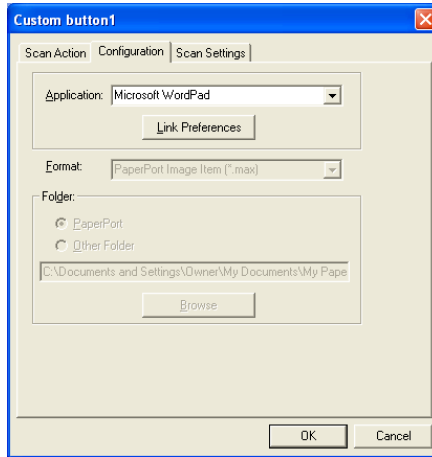 Custom button1
Scan Action Configuration Scan Settings
Application: Microsoft WordPad
Link Preferences
Format: PaperPort Image Item (*.max)
Folder:
PaperPort
Other Folder
C:\Documents and Settings\Owner\My Documents\My Pape
Browse
OK Cancel